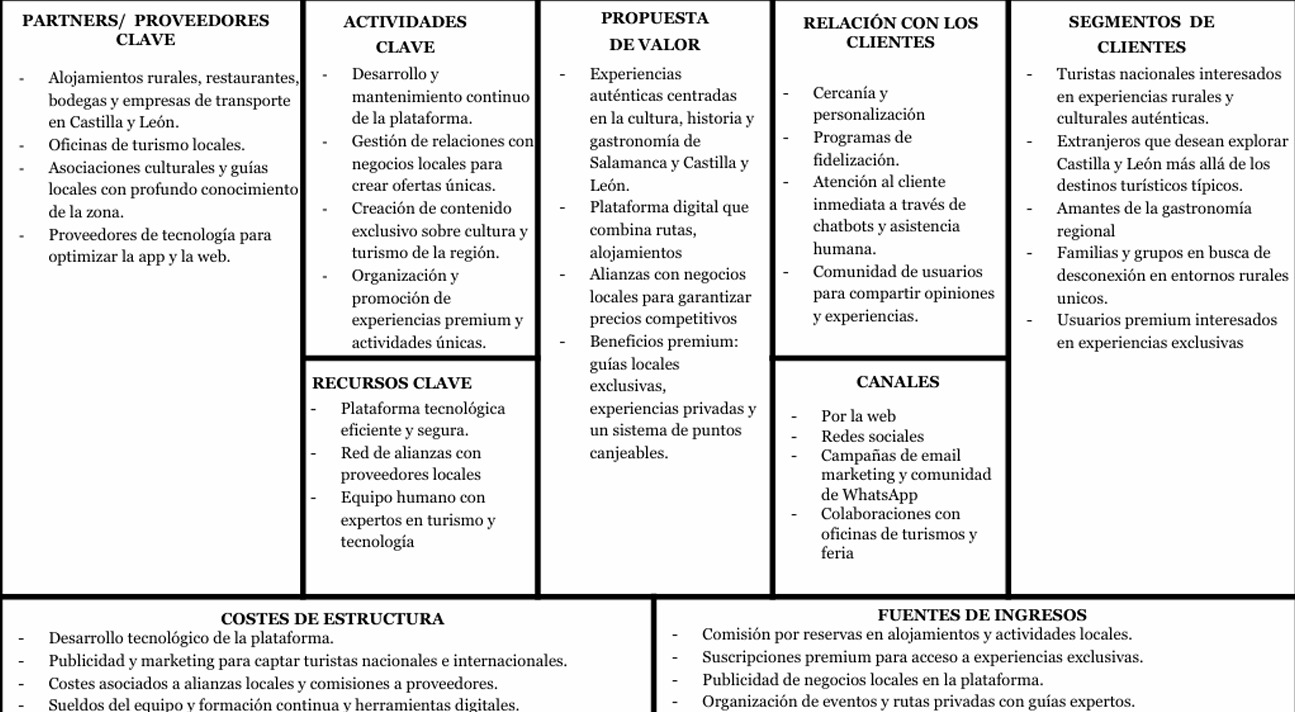 PARTNERS/ PROVEEDORES
CLAVE
- Alojamientos rurales, restaurantes,
bodegas y empresas de transporte
en Castilla y León.
- Oficinas de turismo locales.
- Asociaciones culturales y guías
locales con profundo conocimiento
de la zona.
- Proveedores de tecnología para
optimizar la app y la web.
ACTIVIDADES
CLAVE
- Desarrollo y
mantenimiento continuo
de la plataforma.
- Gestión de relaciones con
negocios locales para
crear ofertas únicas.
- Creación de contenido
exclusivo sobre cultura y
turismo de la región.
- Organización y
promoción de
experiencias premium y
actividades únicas.
RECURSOS CLAVE
- Plataforma tecnológica
eficiente y segura.
- Red de alianzas con
proveedores locales
- Equipo humano con
expertos en turismo y
tecnología
PROPUESTA
DE VALOR
- Experiencias
auténticas centradas
en la cultura, historia y
gastronomía de
Salamanca y Castilla y
León.
- Plataforma digital que
combina rutas,
alojamientos
- Alianzas con negocios
locales para garantizar
precios competitivos
- Beneficios premium:
guías locales
exclusivas,
experiencias privadas y
un sistema de puntos
canjeables.
RELACIÓN CON LOS
CLIENTES
- Cercanía y
personalización
- Programas de
fidelización.
- Atención al cliente
inmediata a través de
chatbots y asistencia
humana.
- Comunidad de usuarios
para compartir opiniones
y experiencias.
CANALES
- Por la web
- Redes sociales
- Campañas de email
marketing y comunidad
de WhatsApp
- Colaboraciones con
oficinas de turismos y
feria
SEGMENTOS DE
CLIENTES
- Turistas nacionales interesados
en experiencias rurales y
culturales auténticas.
- Extranjeros que desean explorar
Castilla y León más allá de los
destinos turísticos típicos.
- Amantes de la gastronomía
regional
- Familias y grupos en busca de
desconexión en entornos rurales
unicos.
- Usuarios premium interesados
en experiencias exclusivas
COSTES DE ESTRUCTURA
- Desarrollo tecnológico de la plataforma.
- Publicidad y marketing para captar turistas nacionales e internacionales.
- Costes asociados a alianzas locales y comisiones a proveedores.
- Sueldos del equipo y formación continua y herramientas digitales.
FUENTES DE INGRESOS
- Comisión por reservas en alojamientos y actividades locales.
- Suscripciones premium para acceso a experiencias exclusivas.
- Publicidad de negocios locales en la plataforma.
- Organización de eventos y rutas privadas con guías expertos.